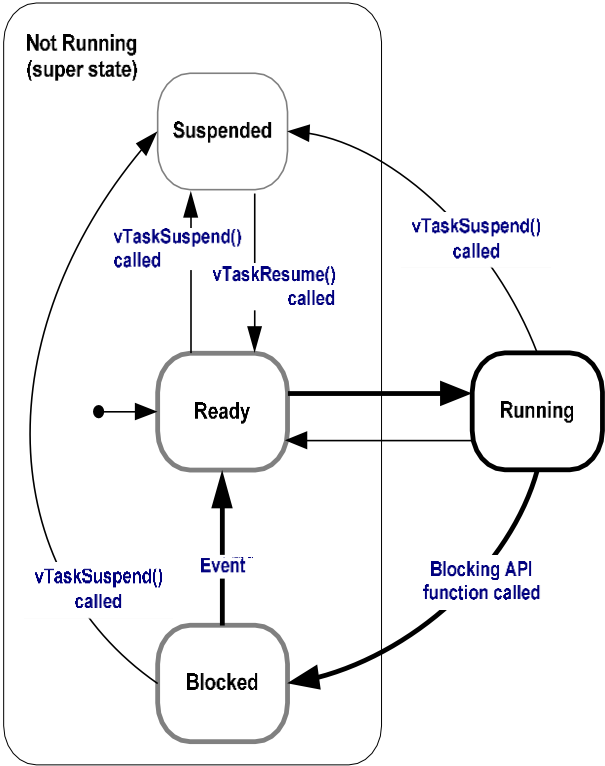 Not Running
(super state)
Suspended
vTaskSuspend()
called
vTaskSuspend()
called
vTaskResume()
called
Ready
Running
Event
Blocking API
function called
vTaskSuspend()
called
Blocked